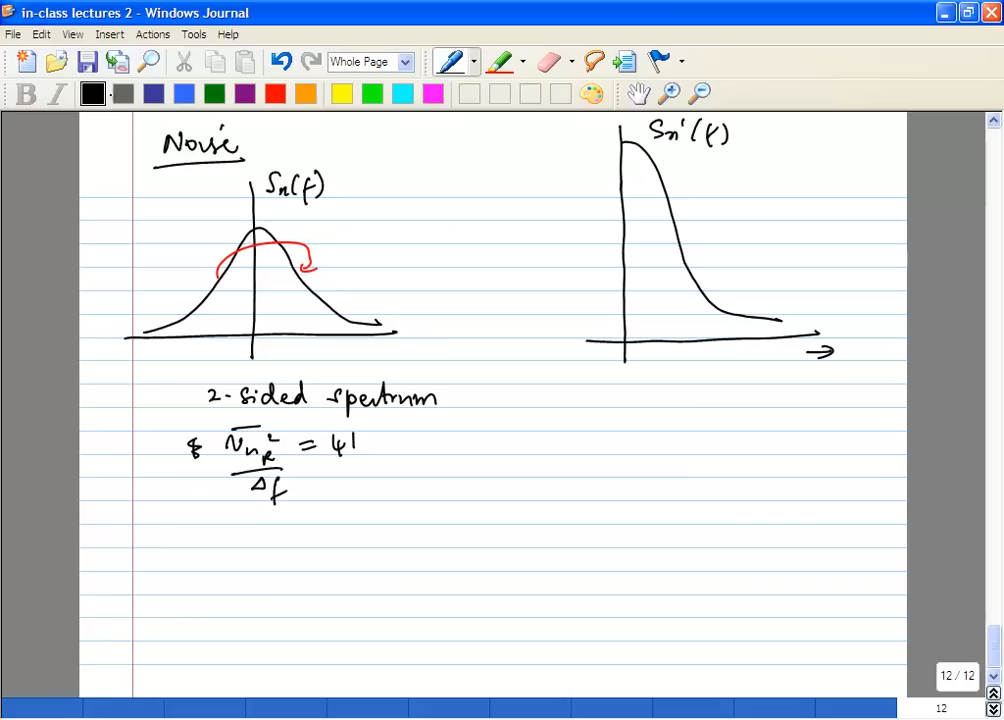 in-class lectures 2 - Windows Journal
File Edit View Insert Actions Tools Help
Whole Page
B I
Noise
Sn(f)
Sn'(f)
2-sided spectrum
VnR² = 4
Δf
12 / 12
12